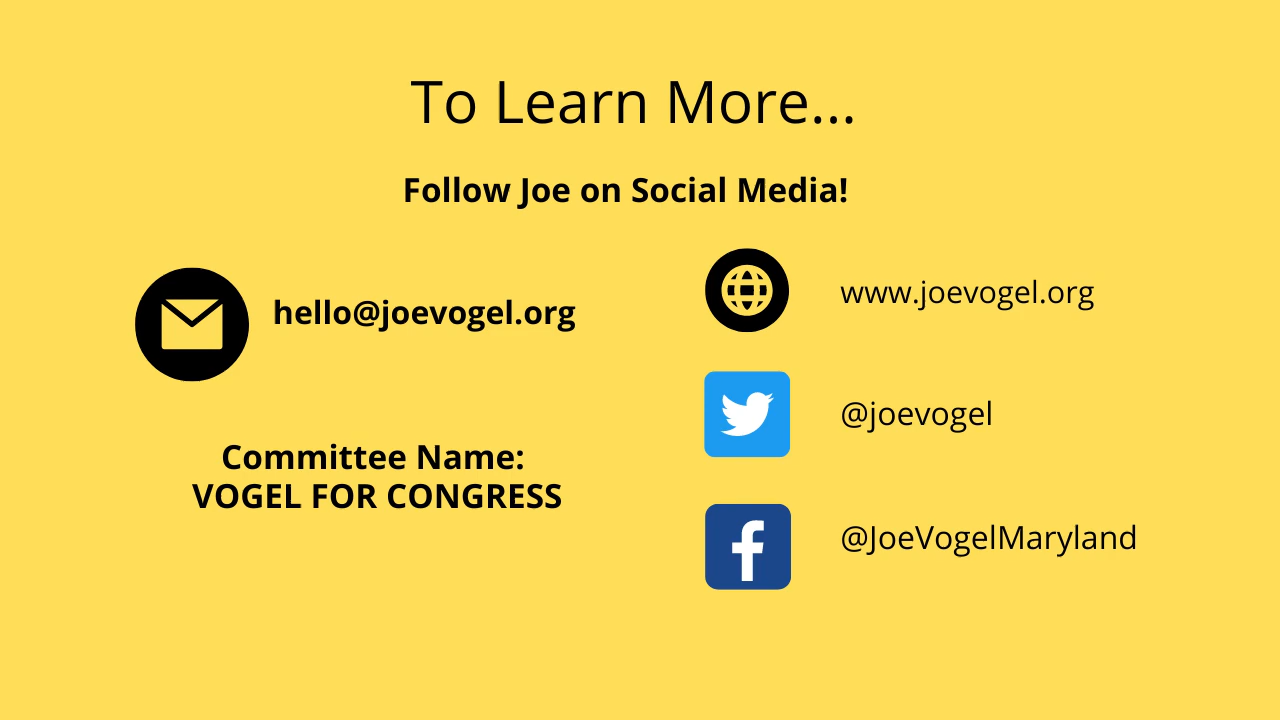 To Learn More...
Follow Joe on Social Media!
hello@joevogel.org
Committee Name:
VOGEL FOR CONGRESS
www.joevogel.org
@joevogel
@JoeVogelMaryland